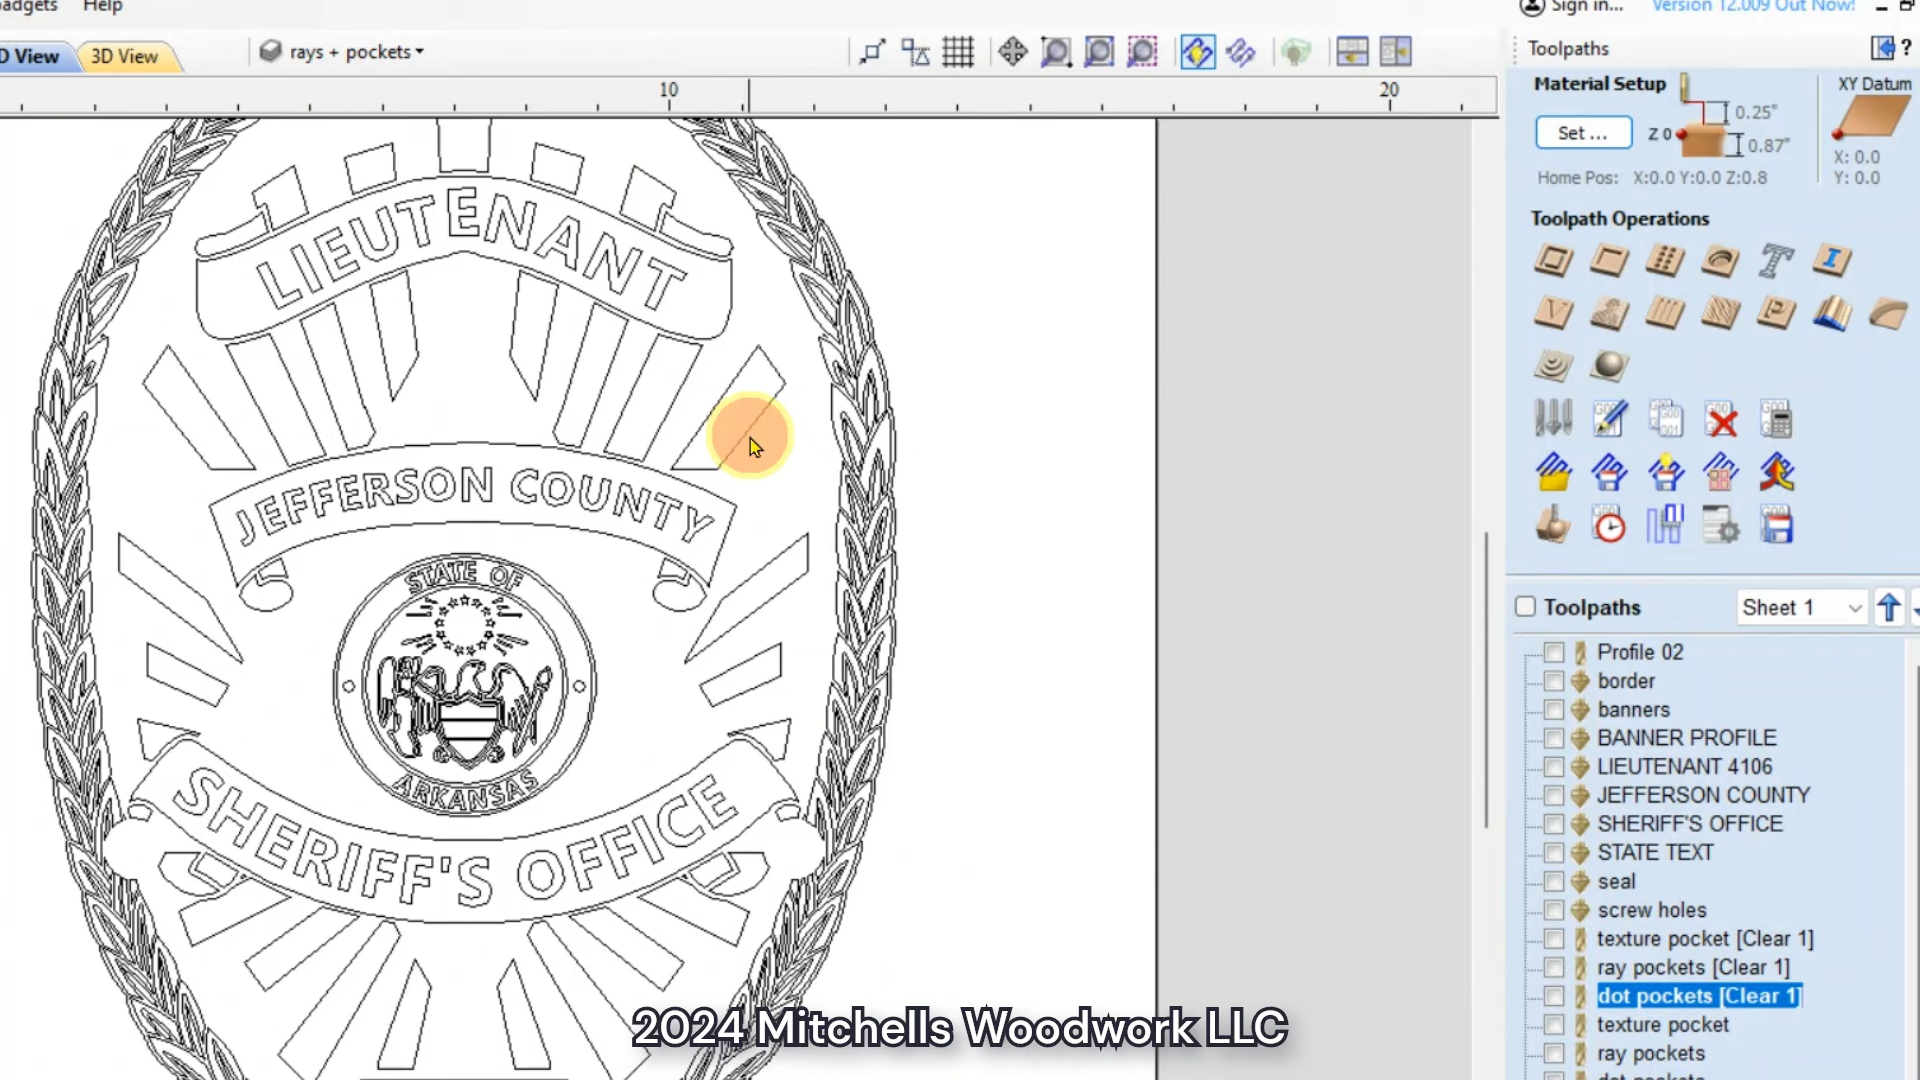 Help
Sign in...
Version 12.009 Out Now!
D View
3D View
rays + pockets
Toolpaths
?
10
20
Material Setup
XY Datum
Set ...
Z 0
0.25"
0.87"
X: 0.0
Y: 0.0
Home Pos: X:0.0 Y:0.0 Z:0.8
Toolpath Operations
LIEUTENANT
JEFFERSON COUNTY
STATE OF
ARKANSAS
SHERIFF'S OFFICE
Toolpaths
Sheet 1
Profile 02
border
banners
BANNER PROFILE
LIEUTENANT 4106
JEFFERSON COUNTY
SHERIFF'S OFFICE
STATE TEXT
seal
screw holes
texture pocket [Clear 1]
ray pockets [Clear 1]
dot pockets [Clear 1]
texture pocket
ray pockets
2024 Mitchells Woodwork LLC